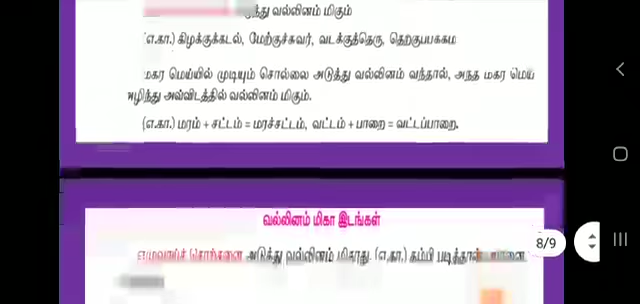 வல்லினம் மிகும்
(எ.கா.) கிழக்குக்கடல், மேற்குச்சுவர், வடக்குத்தெரு, தெற்குப்பக்கம்
மகர மெய்யில் முடியும் சொல்லை அடுத்து வல்லினம் வந்தால், அந்த மகர மெய்
அழிந்து அவ்விடத்தில் வல்லினம் மிகும்.
(எ.கா.) மரம் + சட்டம் = மரச்சட்டம், வட்டம் + பாறை = வட்டப்பாறை.
வல்லினம் மிகா இடங்கள்
எழுவாய்ச் சொற்களை அடுத்து வல்லினம் மிகாது. (எ.கா.) தம்பி படித்தான்
8/9